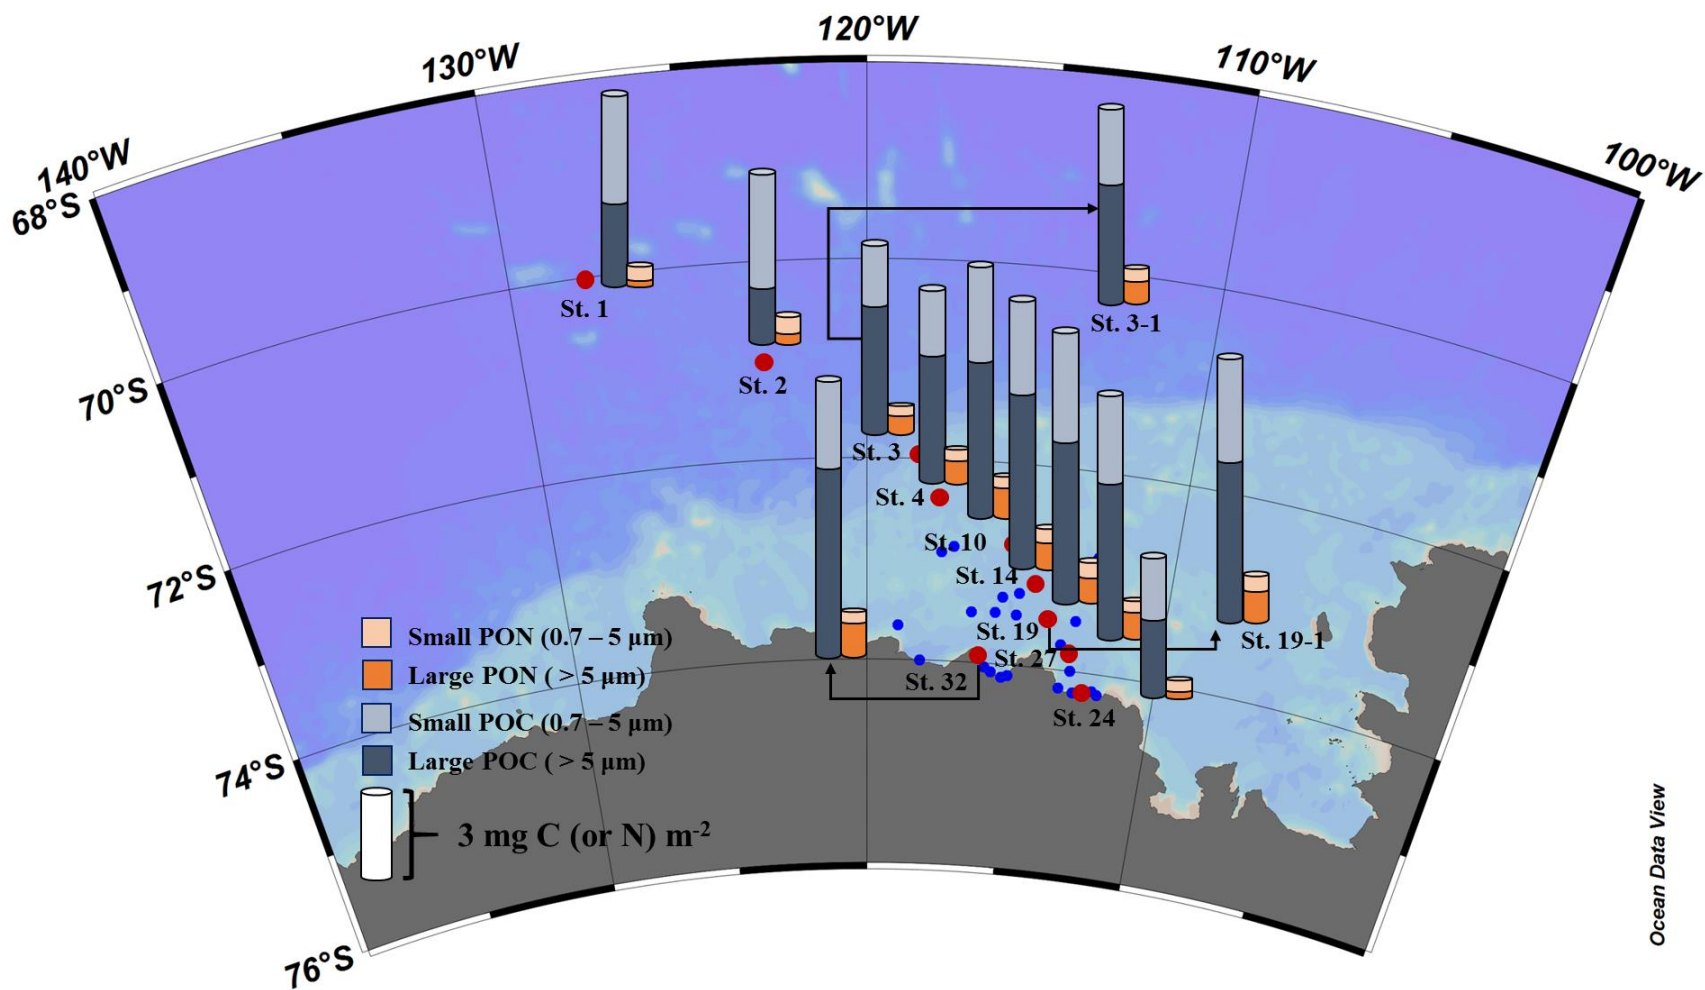 120°W
130°W
110°W
140°W
100°W
68°S
St. 1
St. 3-1
St. 2
70°S
St. 3
St. 4
St. 10
72°S
St. 14
St. 19
St. 19-1
St. 27
St. 32
St. 24
Small PON (0.7 – 5 µm)
Large PON ( > 5 µm)
Small POC (0.7 – 5 µm)
Large POC ( > 5 µm)
74°S
3 mg C (or N) m⁻²
76°S
Ocean Data View